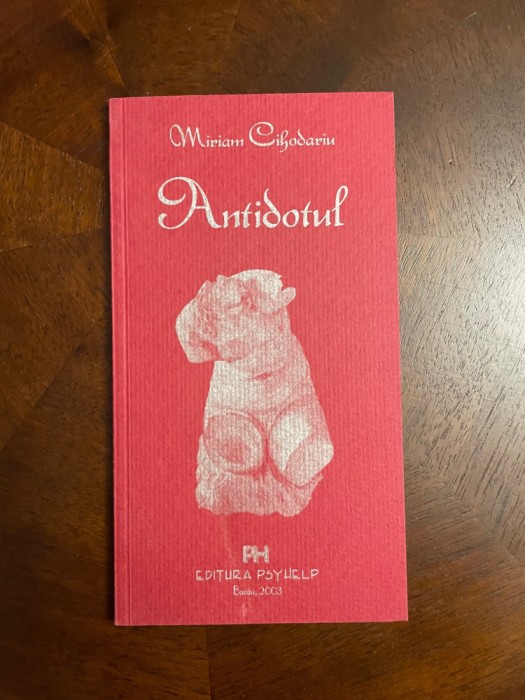 Miriam Cihodariu
Antidotul
PH
EDITURA PSYHELP
Bacău, 2003